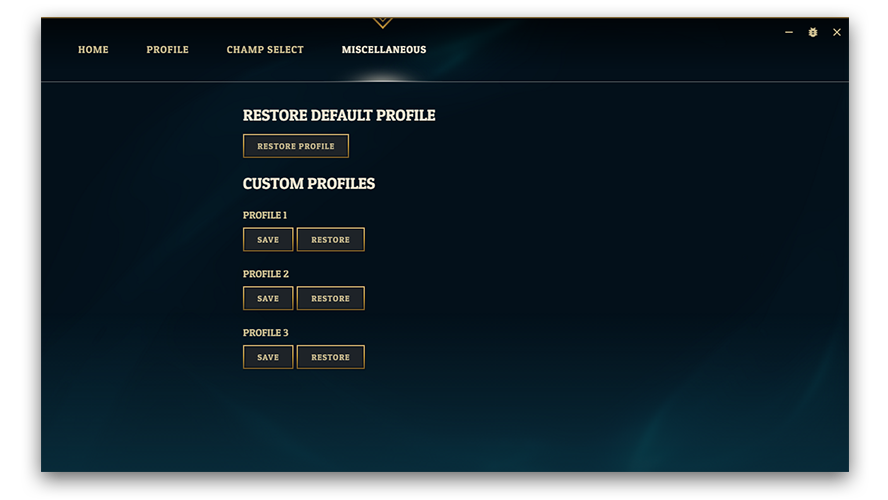 HOME PROFILE CHAMP SELECT MISCELLANEOUS
RESTORE DEFAULT PROFILE
RESTORE PROFILE
CUSTOM PROFILES
PROFILE 1
SAVE RESTORE
PROFILE 2
SAVE RESTORE
PROFILE 3
SAVE RESTORE